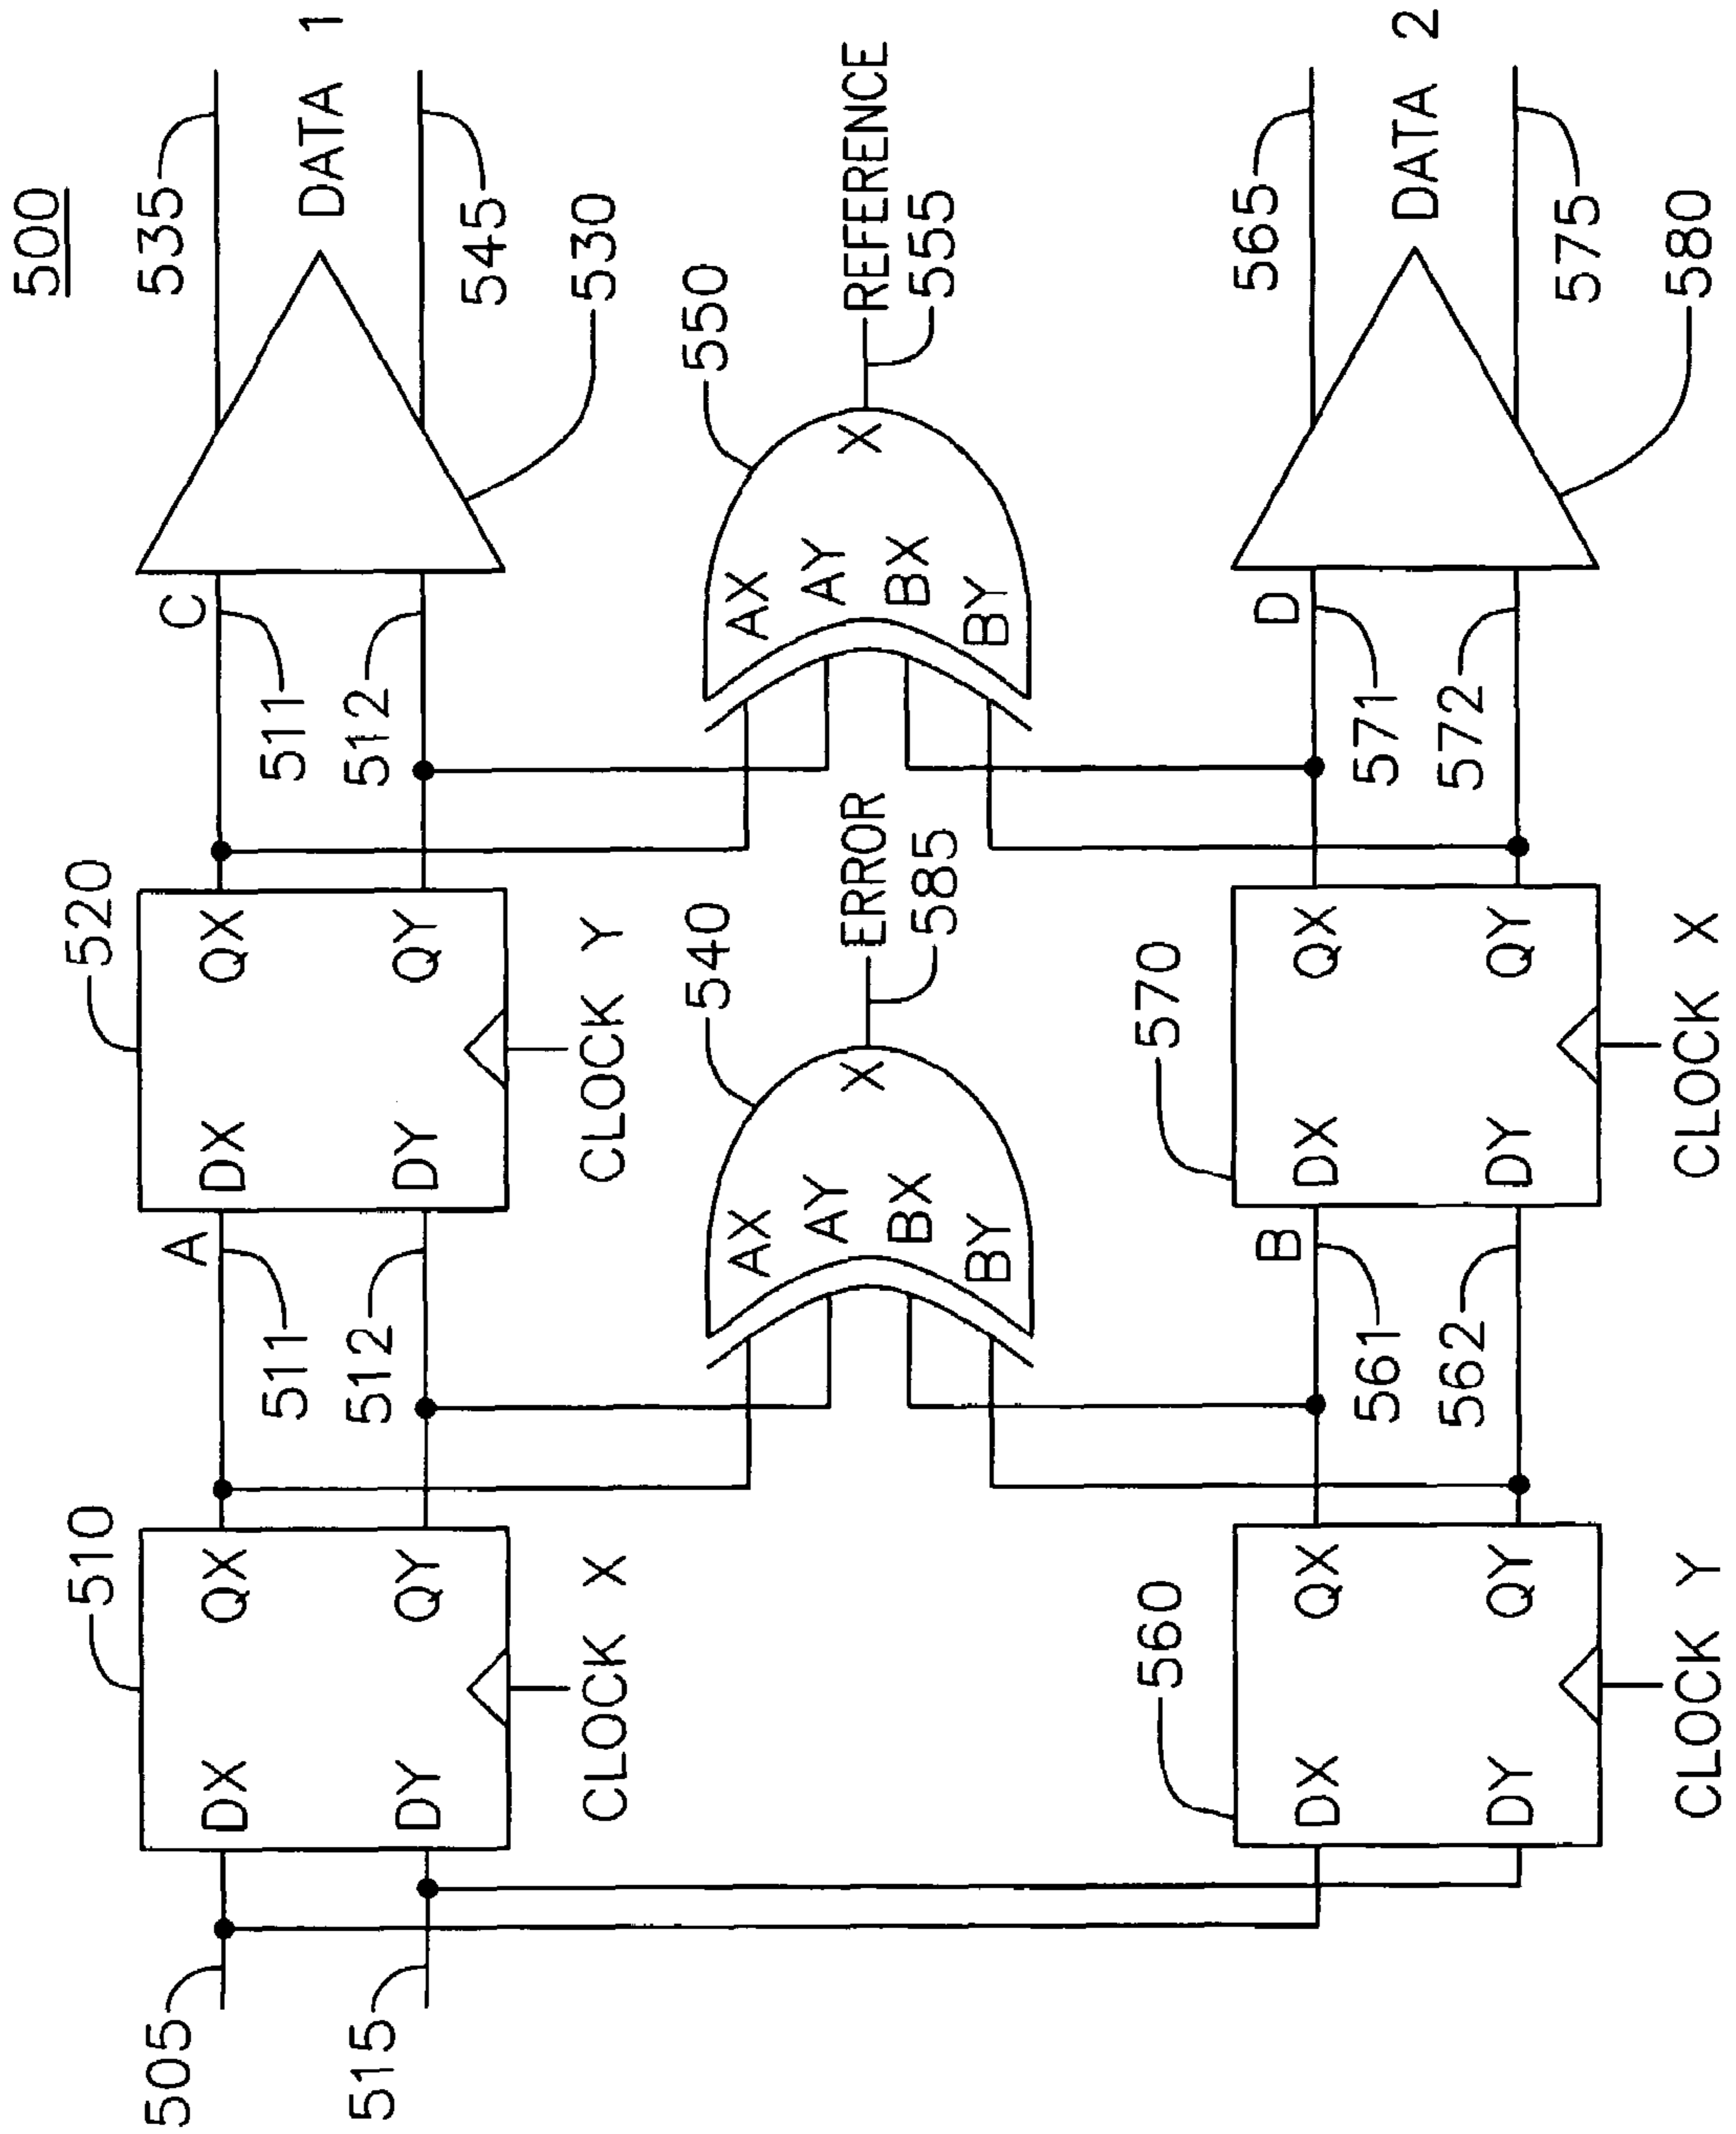 500
505
515
DX
DY
QX
QY
510
CLOCK X
A
511
512
DX
DY
QX
QY
520
CLOCK Y
C
511
512
530
535
545
DATA 1
AX
AY
BX
BY
X
540
ERROR
585
AX
AY
BX
BY
X
550
REFERENCE
555
DX
DY
QX
QY
560
CLOCK Y
B
561
562
DX
DY
QX
QY
570
CLOCK X
D
571
572
580
565
575
DATA 2